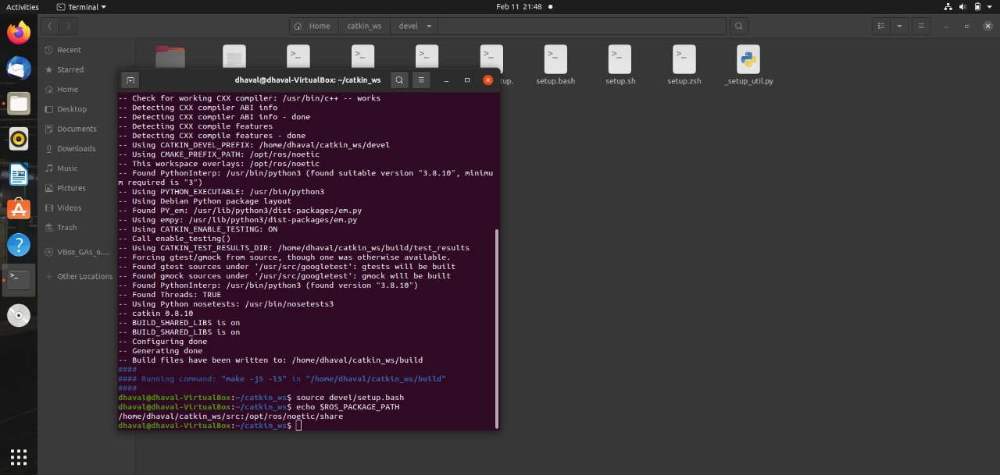 Activities
Terminal
Feb 11 21:48
Home
catkin_ws
devel
Recent
Starred
Home
Desktop
Documents
Downloads
Music
Pictures
Videos
Trash
VBox_GAs_6....
Other Locations
tup.
setup.bash
setup.sh
setup.zsh
_setup_util.py
dhaval@dhaval-VirtualBox: ~/catkin_ws
-- Check for working CXX compiler: /usr/bin/c++ -- works
-- Detecting CXX compiler ABI info
-- Detecting CXX compiler ABI info - done
-- Detecting CXX compile features
-- Detecting CXX compile features - done
-- Using CATKIN_DEVEL_PREFIX: /home/dhaval/catkin_ws/devel
-- Using CMAKE_PREFIX_PATH: /opt/ros/noetic
-- This workspace overlays: /opt/ros/noetic
-- Found PythonInterp: /usr/bin/python3 (found suitable version "3.8.10", minimu
m required is "3")
-- Using PYTHON_EXECUTABLE: /usr/bin/python3
-- Using Debian Python package layout
-- Found PY_em: /usr/lib/python3/dist-packages/em.py
-- Using empy: /usr/lib/python3/dist-packages/em.py
-- Using CATKIN_ENABLE_TESTING: ON
-- Call enable_testing()
-- Using CATKIN_TEST_RESULTS_DIR: /home/dhaval/catkin_ws/build/test_results
-- Forcing gtest/gmock from source, though one was otherwise available.
-- Found gtest sources under '/usr/src/googletest': gtests will be built
-- Found gmock sources under '/usr/src/googletest': gmock will be built
-- Found PythonInterp: /usr/bin/python3 (found version "3.8.10")
-- Found Threads: TRUE
-- Using Python nosetests: /usr/bin/nosetests3
-- catkin 0.8.10
-- BUILD_SHARED_LIBS is on
-- BUILD_SHARED_LIBS is on
-- Configuring done
-- Generating done
-- Build files have been written to: /home/dhaval/catkin_ws/build
####
#### Running command: "make -j5 -l5" in "/home/dhaval/catkin_ws/build"
####
dhaval@dhaval-VirtualBox:~/catkin_ws$ source devel/setup.bash
dhaval@dhaval-VirtualBox:~/catkin_ws$ echo $ROS_PACKAGE_PATH
/home/dhaval/catkin_ws/src:/opt/ros/noetic/share
dhaval@dhaval-VirtualBox:~/catkin_ws$